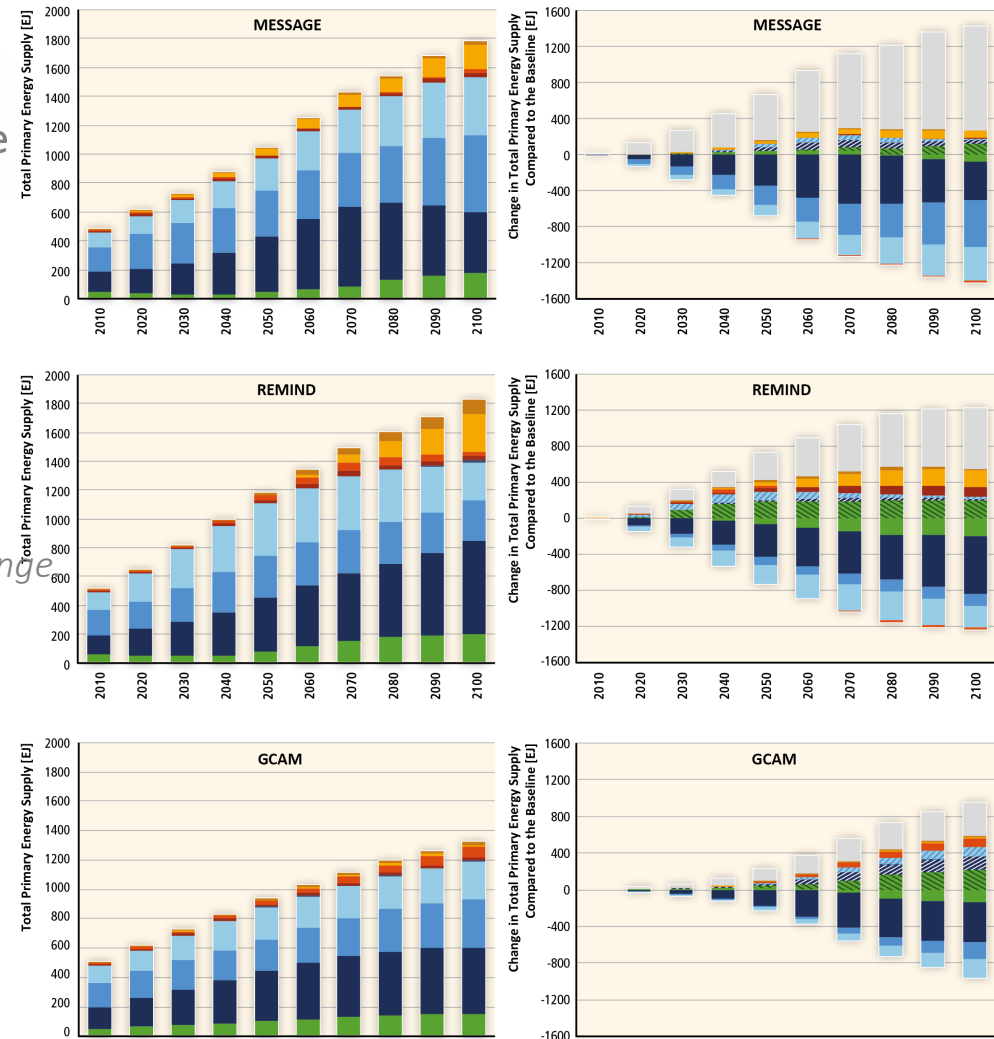 MESSAGE
Total Primary Energy Supply [EJ]
2000
1800
1600
1400
1200
1000
800
600
400
200
0
2010 2020 2030 2040 2050 2060 2070 2080 2090 2100
MESSAGE
Change in Total Primary Energy Supply
Compared to the Baseline [EJ]
1600
1200
800
400
0
-400
-800
-1200
-1600
2010 2020 2030 2040 2050 2060 2070 2080 2090 2100
e
REMIND
Total Primary Energy Supply [EJ]
2000
1800
1600
1400
1200
1000
800
600
400
200
0
2010 2020 2030 2040 2050 2060 2070 2080 2090 2100
REMIND
Change in Total Primary Energy Supply
Compared to the Baseline [EJ]
1600
1200
800
400
0
-400
-800
-1200
-1600
2010 2020 2030 2040 2050 2060 2070 2080 2090 2100
nge
GCAM
Total Primary Energy Supply [EJ]
2000
1800
1600
1400
1200
1000
800
600
400
200
0
GCAM
Change in Total Primary Energy Supply
Compared to the Baseline [EJ]
1600
1200
800
400
0
-400
-800
-1200
-1600